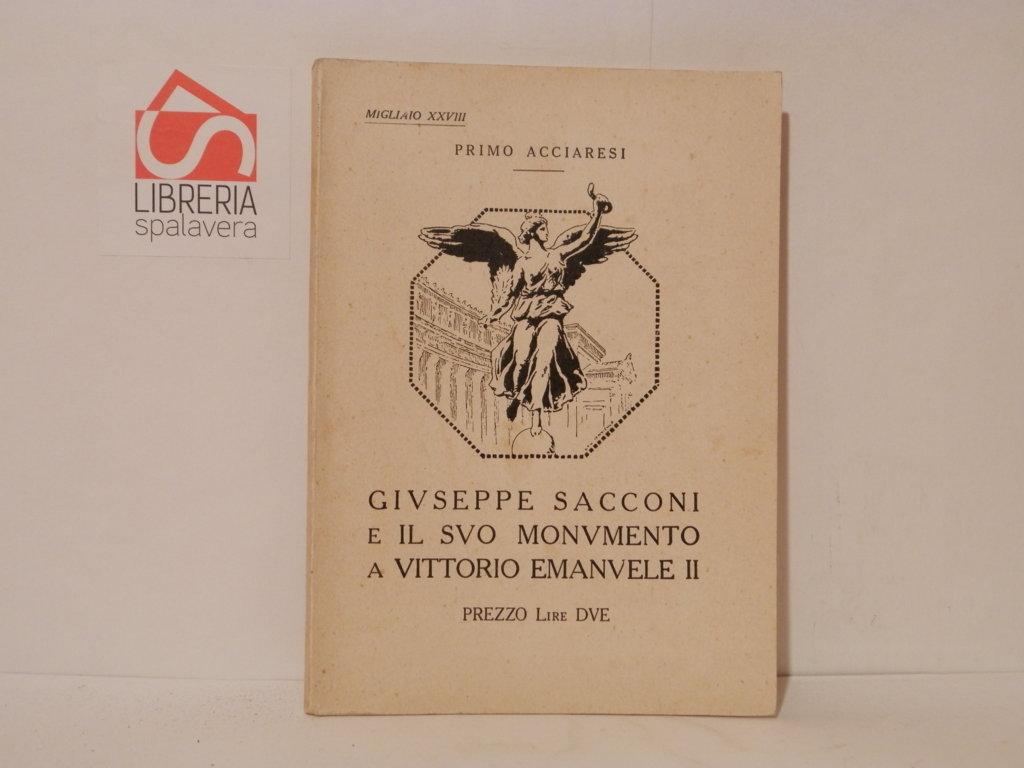 LIBRERIA
spalavera
MIGLIAIO XXVIII
PRIMO ACCIARESI
GIVSEPPE SACCONI
E IL SVO MONVMENTO
A VITTORIO EMANVELE II
PREZZO LIRE DVE